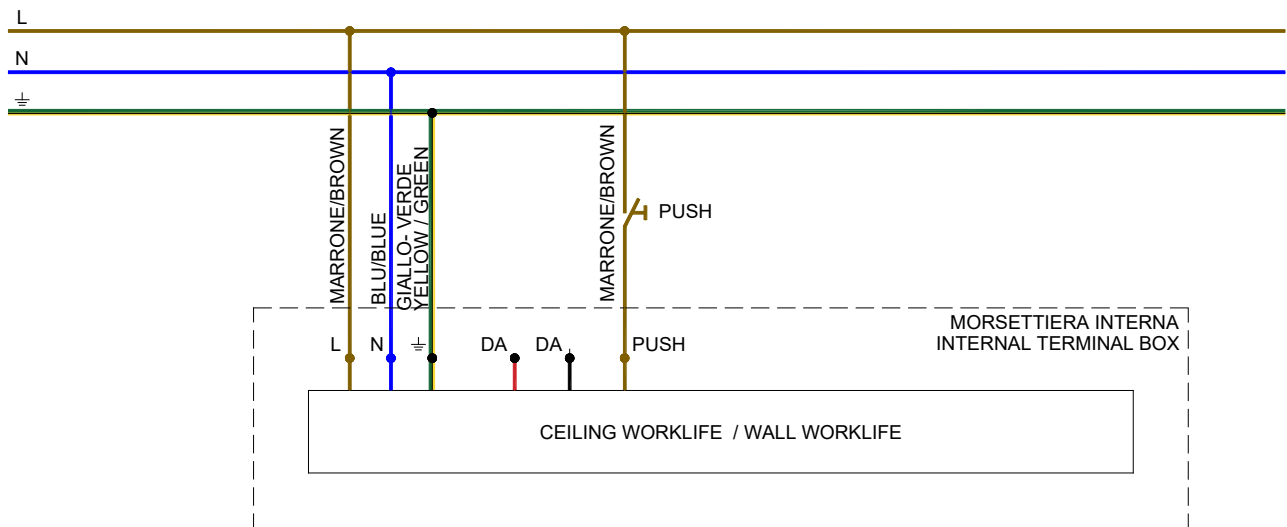 L
N
MARRONE/BROWN
BLU/BLUE
GIALLO- VERDE
YELLOW / GREEN
MARRONE/BROWN
PUSH
MORSETTIERA INTERNA
INTERNAL TERMINAL BOX
L N DA DA PUSH
CEILING WORKLIFE / WALL WORKLIFE